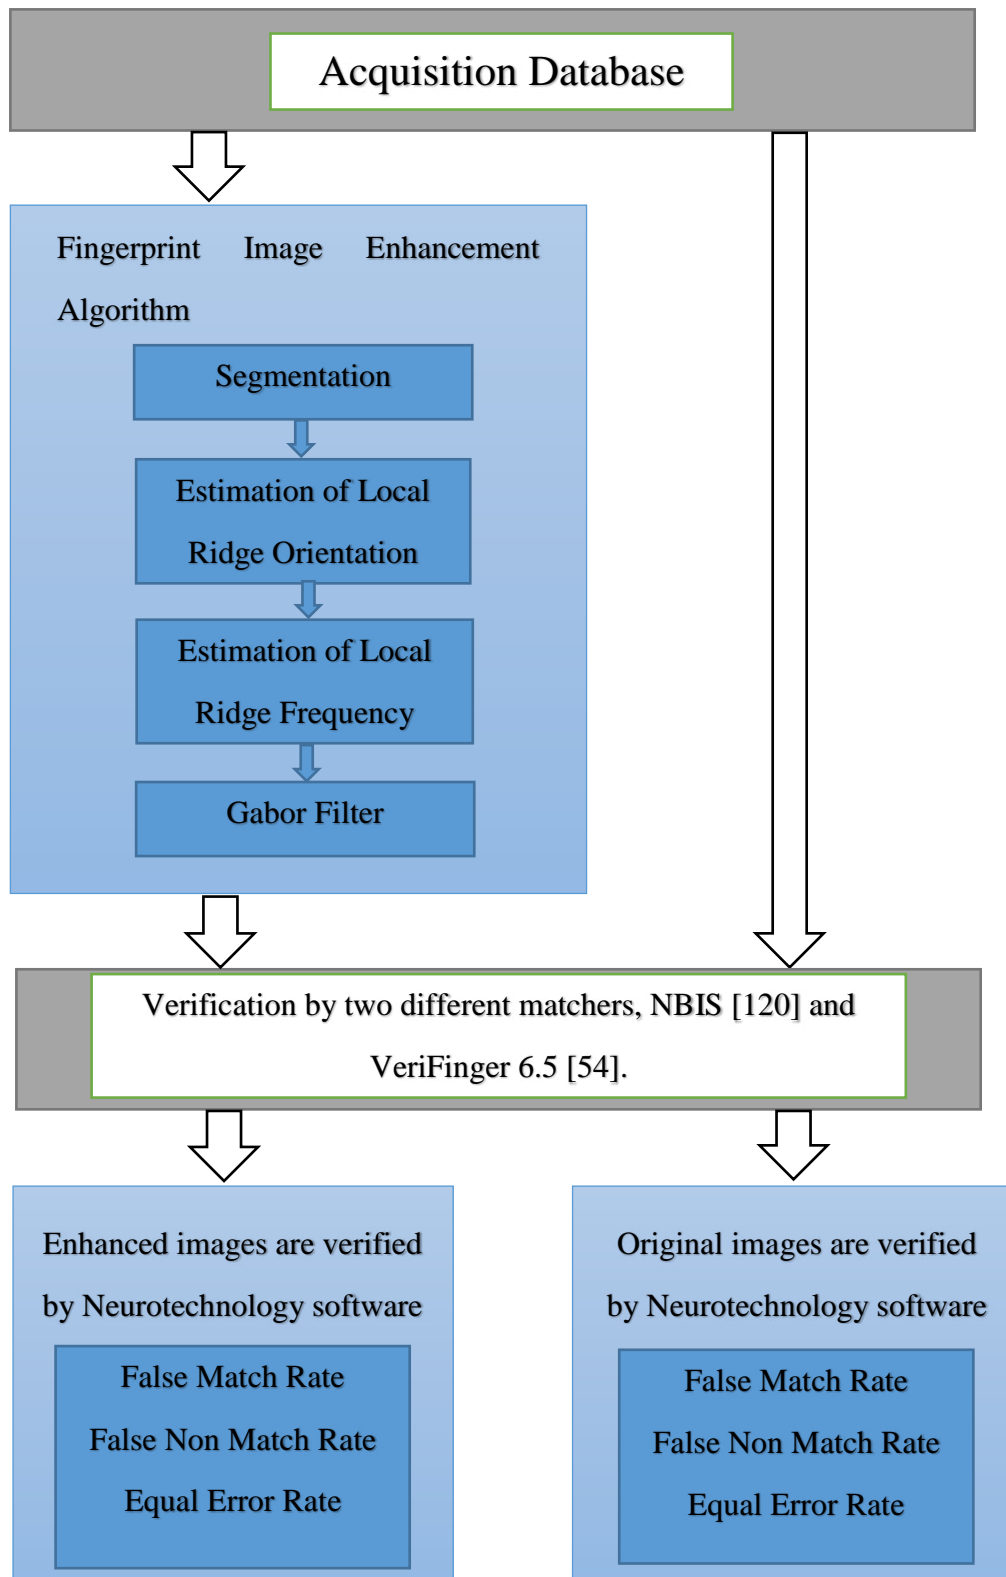 Acquisition Database
Fingerprint Image Enhancement
Algorithm
Segmentation
Estimation of Local
Ridge Orientation
Estimation of Local
Ridge Frequency
Gabor Filter
Verification by two different matchers, NBIS [120] and
VeriFinger 6.5 [54].
Enhanced images are verified
by Neurotechnology software
False Match Rate
False Non Match Rate
Equal Error Rate
Original images are verified
by Neurotechnology software
False Match Rate
False Non Match Rate
Equal Error Rate